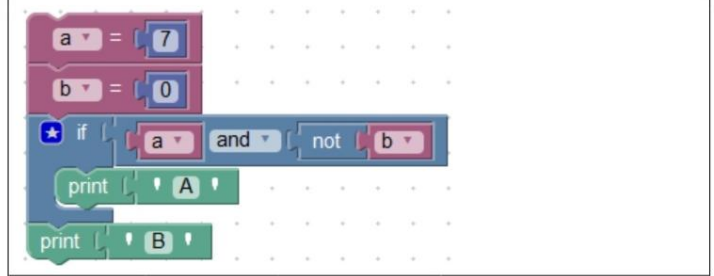 a = 7
b = 0
if a and not b
print ' A '
print ' B '